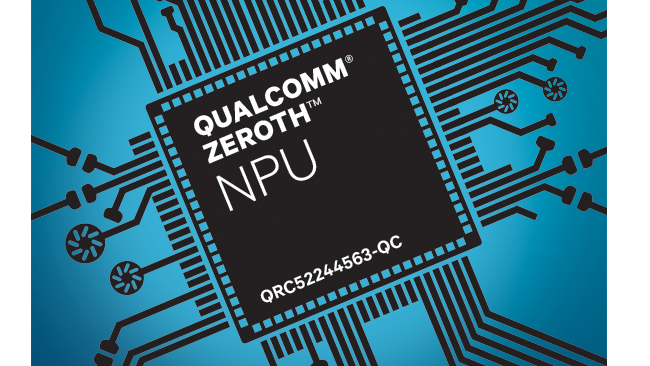 QUALCOMM®
ZEROTH™
NPU
QRC52244563-QC